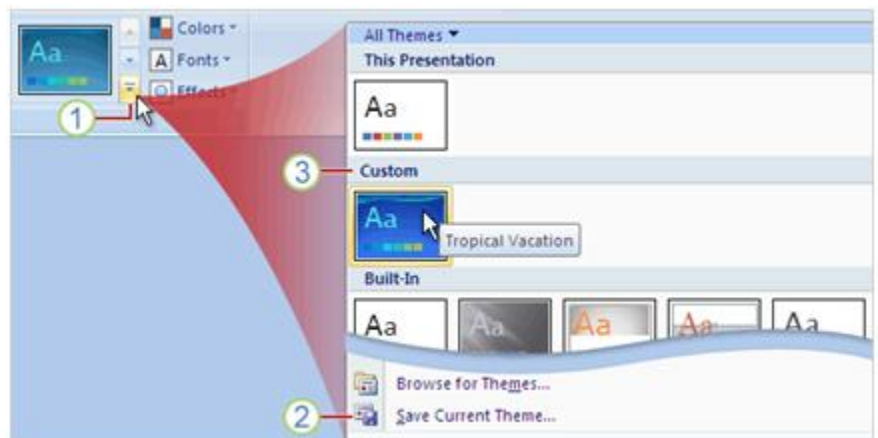 Aa
Colors
Fonts
Effects
1
All Themes
This Presentation
Aa
3
Custom
Aa
Tropical Vacation
Built-In
Aa Aa Aa Aa Aa
Browse for Themes...
2
Save Current Theme...